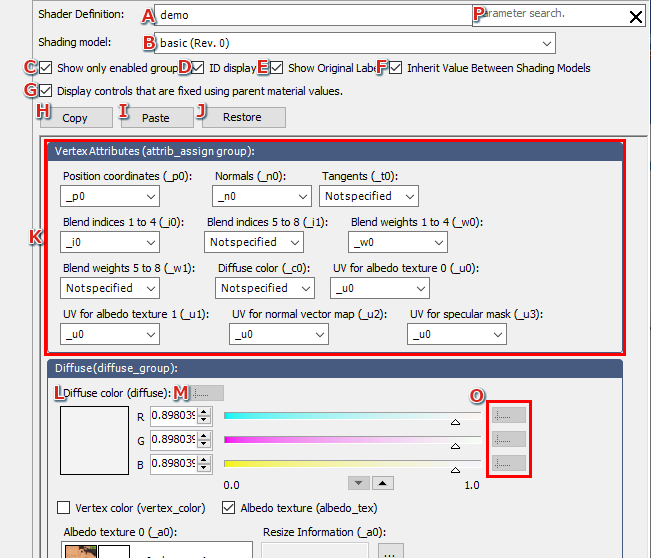 Shader Definition: A demo P Parameter search.
Shading model: B basic (Rev. 0)
C Show only enabled group D ID display E Show Original Label F Inherit Value Between Shading Models
G Display controls that are fixed using parent material values.
H I J
Copy Paste Restore
Vertex Attributes (attrib_assign group):
Position coordinates (_p0): Normals (_n0): Tangents (_t0):
_p0 _n0 Notspecified
K
Blend indices 1 to 4 (_i0): Blend indices 5 to 8 (_i1): Blend weights 1 to 4 (_w0):
_i0 Notspecified _w0
Blend weights 5 to 8 (_w1): Diffuse color (_c0): UV for albedo texture 0 (_u0):
Notspecified Notspecified _u0
UV for albedo texture 1 (_u1): UV for normal vector map (_u2): UV for specular mask (_u3):
_u0 _u0 _u0
Diffuse(diffuse_group):
L Diffuse color (diffuse): M O
R 0.898039
G 0.898039
B 0.898039
0.0 1.0
Vertex color (vertex_color) Albedo texture (albedo_tex)
Albedo texture 0 (_a0): Resize Information (_a0):
...